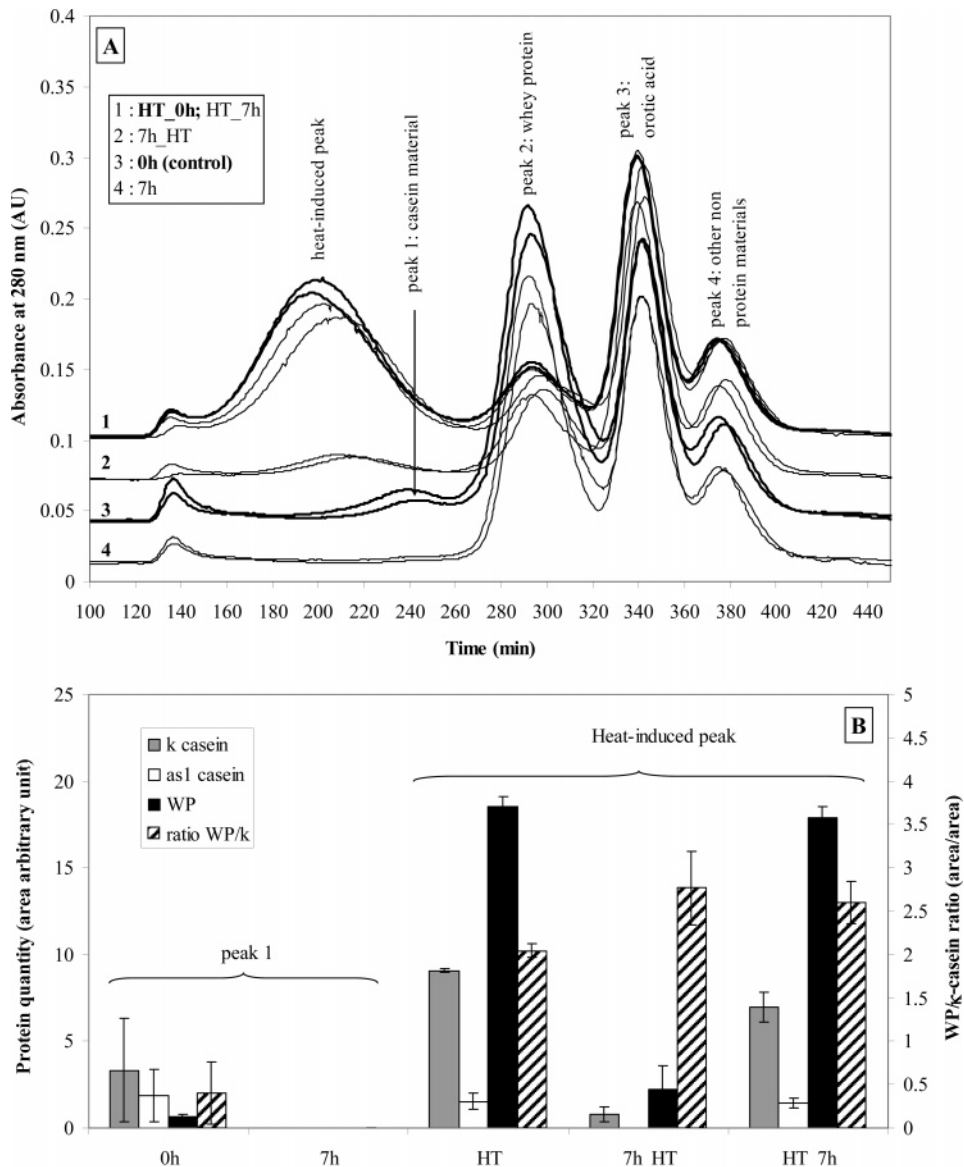 A
0.4
0.35
0.3
0.25
0.2
0.15
0.1
0.05
0
Absorbance at 280 nm (AU)
1 : HT_0h; HT_7h
2 : 7h_HT
3 : 0h (control)
4 : 7h
heat-induced peak
peak 1: casein material
peak 2: whey protein
peak 3:
orotic acid
peak 4: other non
protein materials
1
2
3
4
100 120 140 160 180 200 220 240 260 280 300 320 340 360 380 400 420 440
Time (min)
B
25
20
15
10
5
0
Protein quantity (area arbitrary unit)
k casein
as1 casein
WP
ratio WP/k
peak 1
Heat-induced peak
5
4.5
4
3.5
3
2.5
2
1.5
1
0.5
0
WP/κ-casein ratio (area/area)
0h 7h HT 7h HT HT 7h